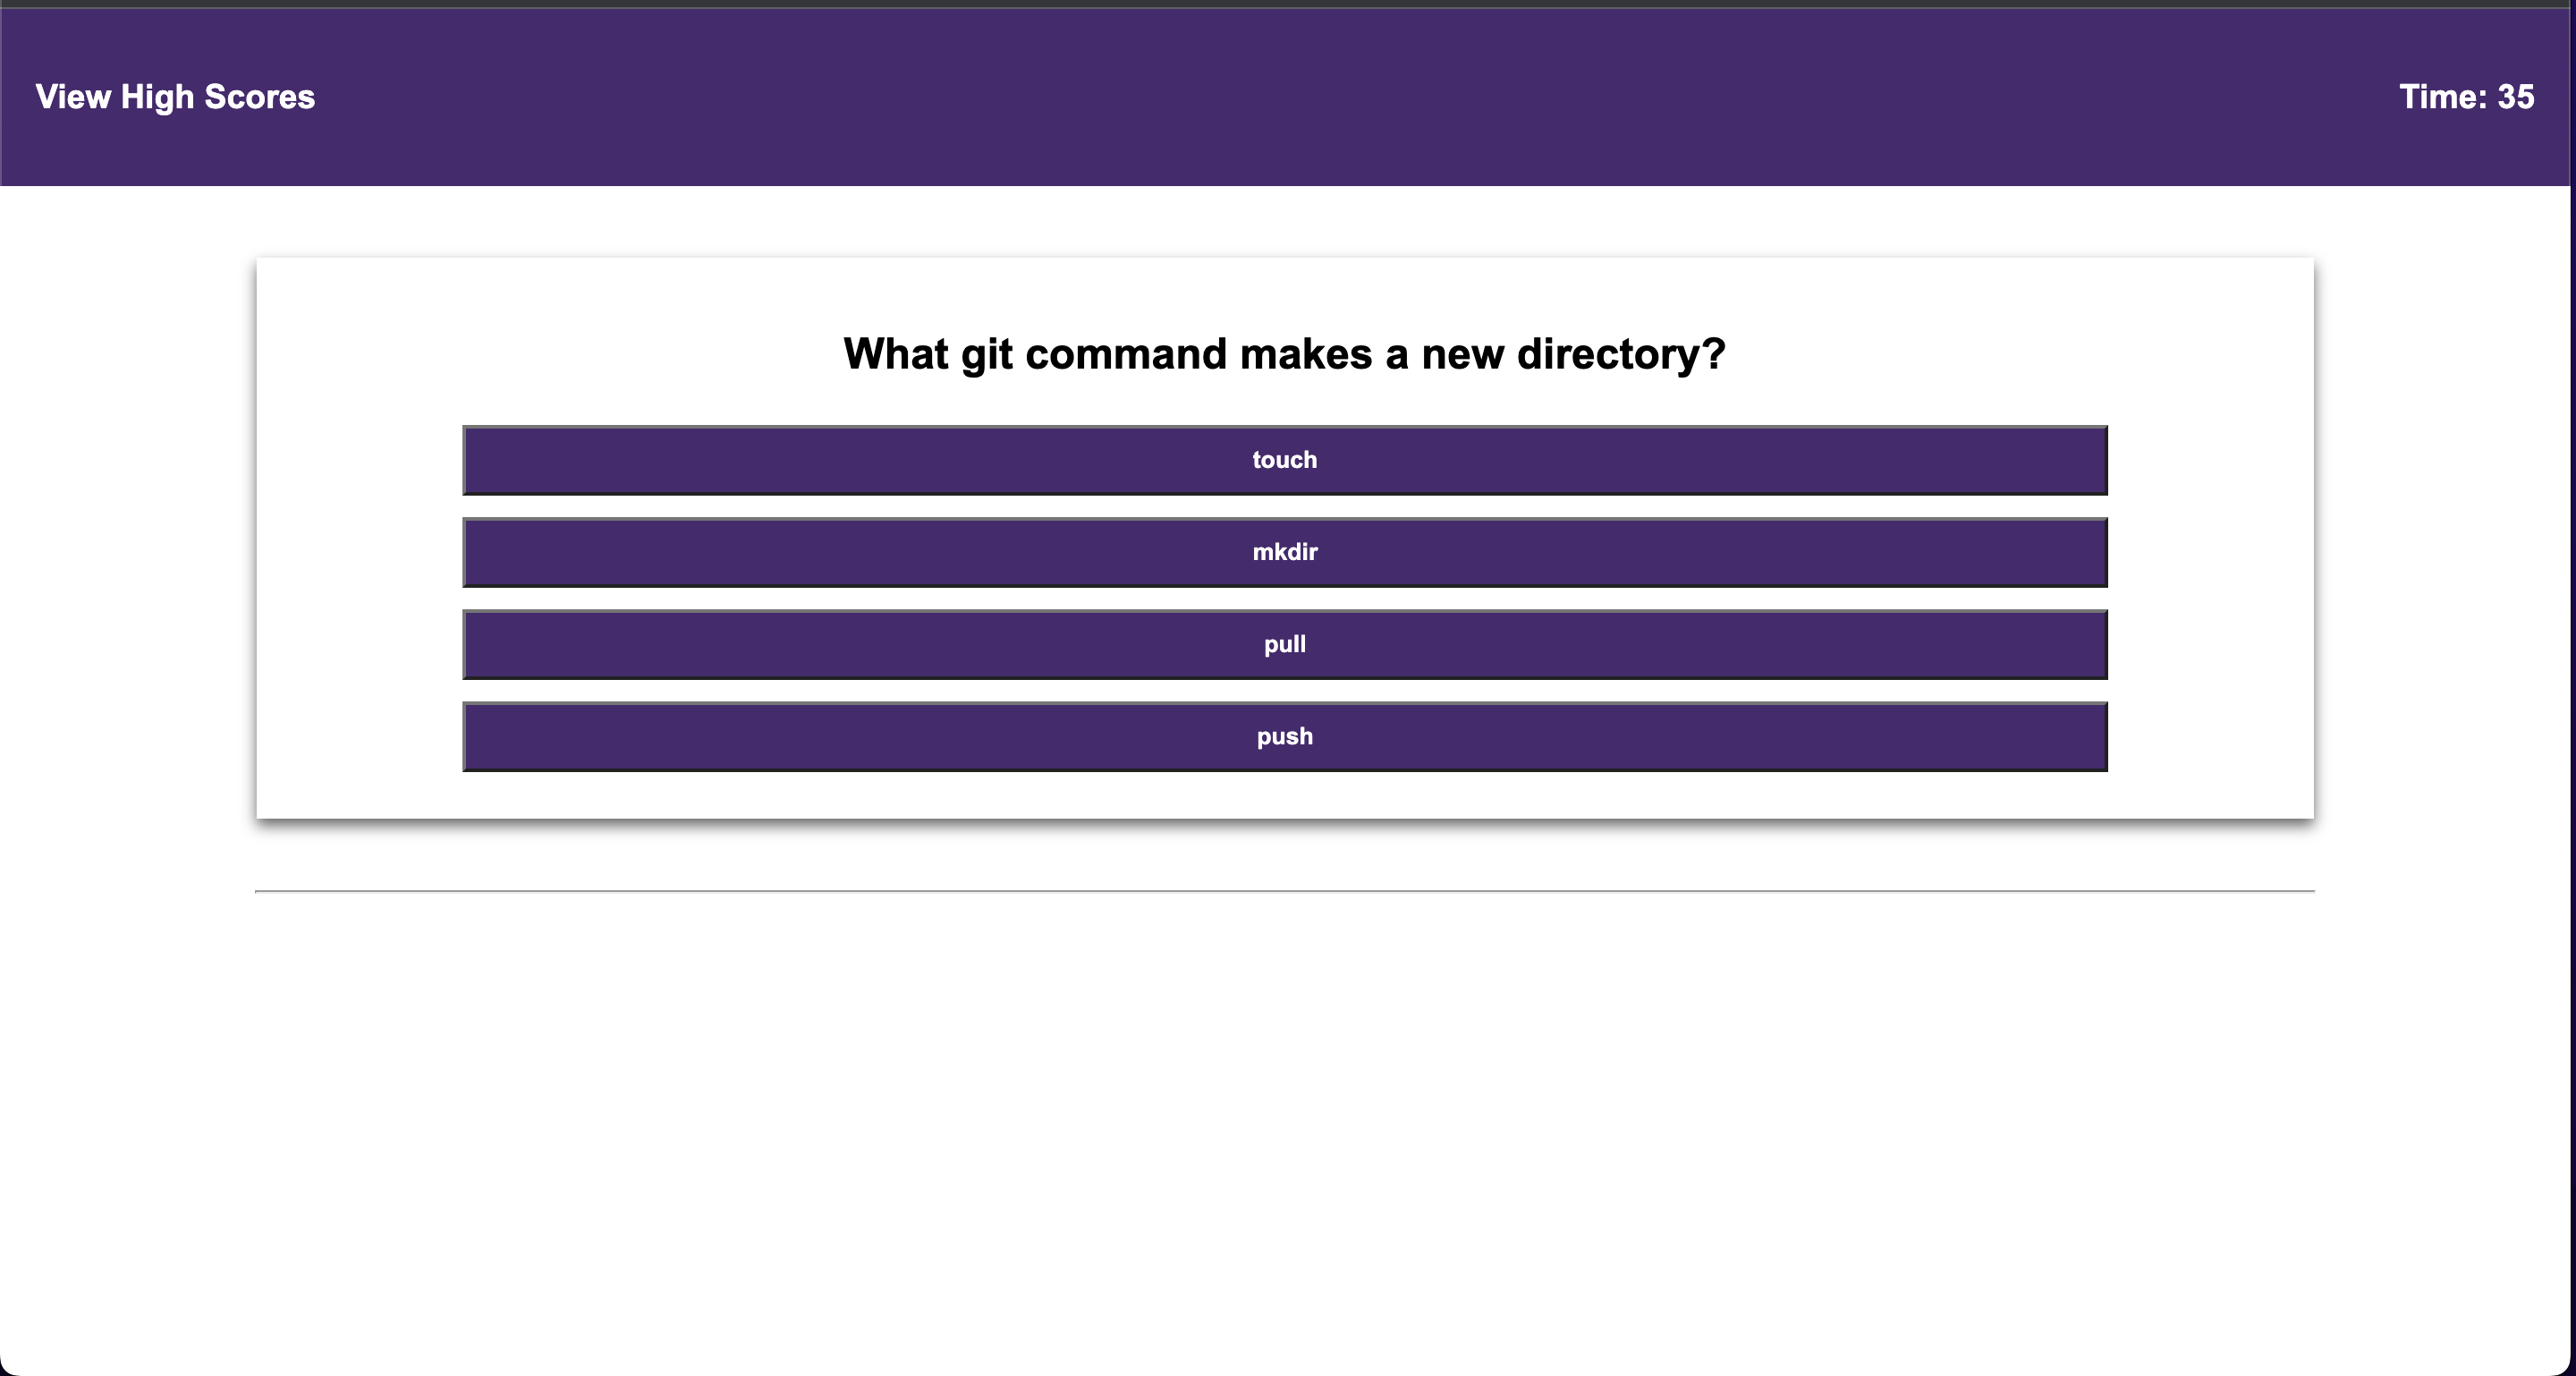 View High Scores
Time: 35
What git command makes a new directory?
touch
mkdir
pull
push